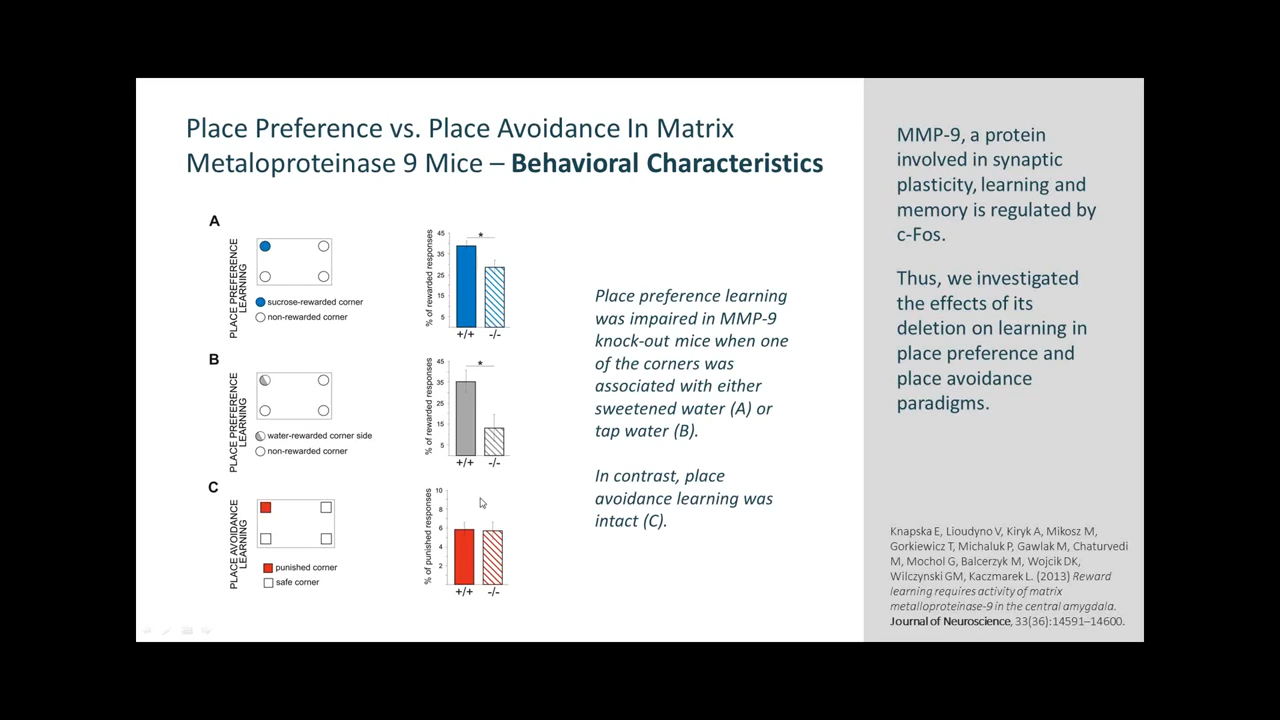 Place Preference vs. Place Avoidance In Matrix
Metaloproteinase 9 Mice – Behavioral Characteristics
A
PLACE PREFERENCE
LEARNING
sucrose-rewarded corner
non-rewarded corner
% of rewarded responses
45
35
25
15
5
*
+/+
-/-
B
PLACE PREFERENCE
LEARNING
water-rewarded corner side
non-rewarded corner
% of rewarded responses
45
35
25
15
5
*
+/+
-/-
C
PLACE AVOIDANCE
LEARNING
punished corner
safe corner
% of punished responses
10
8
6
4
2
+/+
-/-
Place preference learning
was impaired in MMP-9
knock-out mice when one
of the corners was
associated with either
sweetened water (A) or
tap water (B).
In contrast, place
avoidance learning was
intact (C).
MMP-9, a protein
involved in synaptic
plasticity, learning and
memory is regulated by
c-Fos.
Thus, we investigated
the effects of its
deletion on learning in
place preference and
place avoidance
paradigms.
Knapska E, Lioudyno V, Kiryk A, Mikosz M,
Gorkiewicz T, Michaluk P, Gawlak M, Chaturvedi
M, Mochol G, Balcerzyk M, Wojcik DK,
Wilczynski GM, Kaczmarek L. (2013) Reward
learning requires activity of matrix
metalloproteinase-9 in the central amygdala.
Journal of Neuroscience, 33(36):14591–14600.